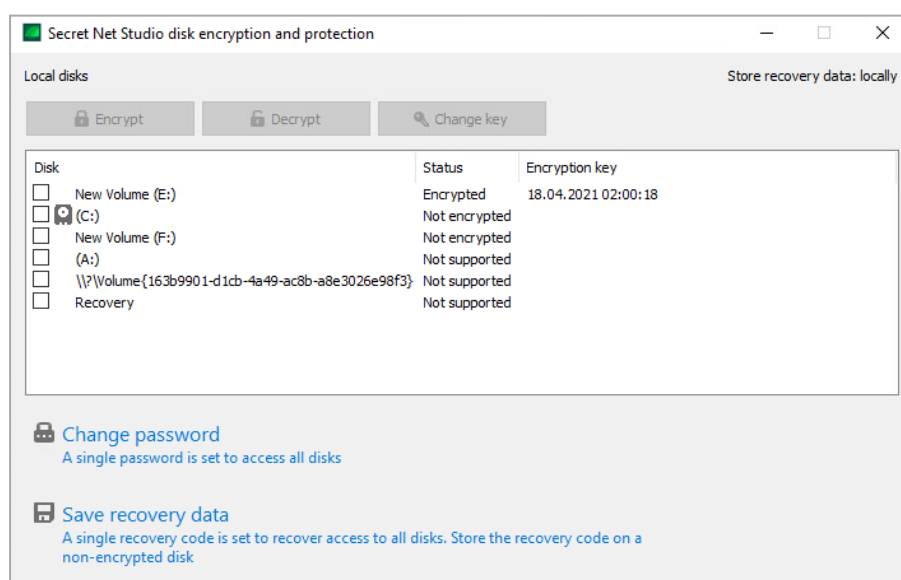 Secret Net Studio disk encryption and protection
Local disks Store recovery data: locally
Encrypt Decrypt Change key
Disk Status Encryption key
New Volume (E:) Encrypted 18.04.2021 02:00:18
(C:) Not encrypted
New Volume (F:) Not encrypted
(A:) Not supported
\\?\Volume{163b9901-d1cb-4a49-ac8b-a8e3026e98f3} Not supported
Recovery Not supported
Change password
A single password is set to access all disks
Save recovery data
A single recovery code is set to recover access to all disks. Store the recovery code on a
non-encrypted disk